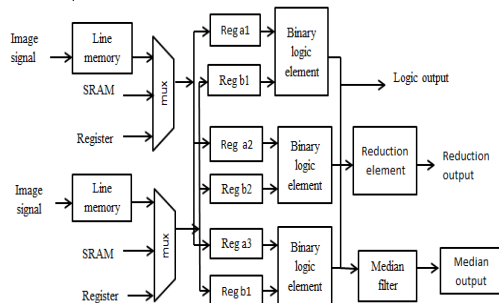 Image
signal
Line
memory
SRAM
Register
mux
Reg a1
Reg b1
Binary
logic
element
Logic output
Reg a2
Reg b2
Binary
logic
element
Reduction
element
Reduction
output
Image
signal
Line
memory
SRAM
Register
mux
Reg a3
Reg b1
Binary
logic
element
Median
filter
Median
output